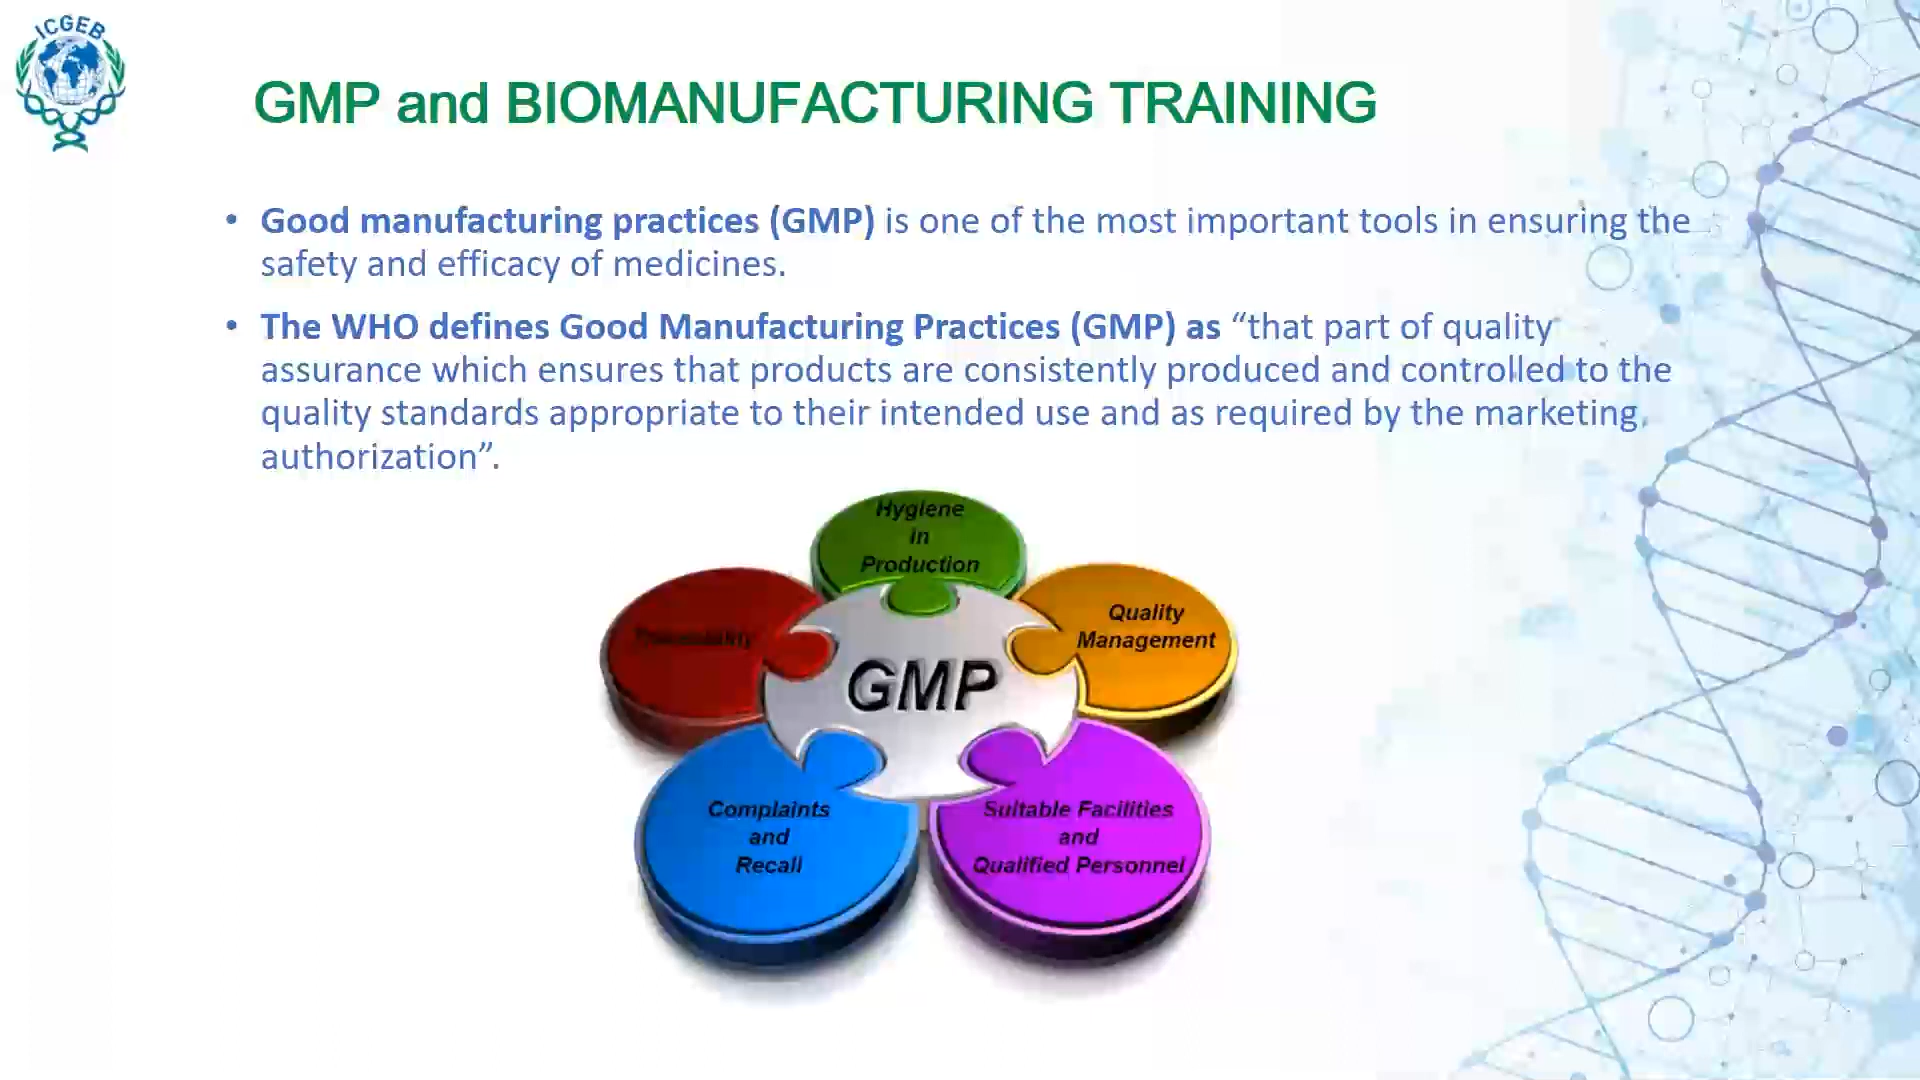 ICGEB
GMP and BIOMANUFACTURING TRAINING
• Good manufacturing practices (GMP) is one of the most important tools in ensuring the
safety and efficacy of medicines.
• The WHO defines Good Manufacturing Practices (GMP) as “that part of quality
assurance which ensures that products are consistently produced and controlled to the
quality standards appropriate to their intended use and as required by the marketing
authorization”.
Hygiene
in
Production
Quality
Management
GMP
Complaints
and
Recall
Suitable Facilities
and
Qualified Personnel